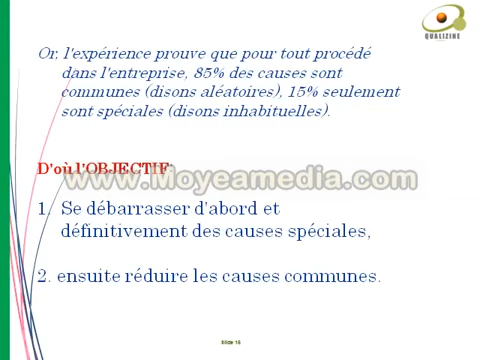 QUALIZINE
Or, l'expérience prouve que pour tout procédé
dans l'entreprise, 85% des causes sont
communes (disons aléatoires), 15% seulement
sont spéciales (disons inhabituelles).
D'où l'OBJECTIF:
www.Moyeamedia.com
1. Se débarrasser d'abord et
définitivement des causes spéciales,
2. ensuite réduire les causes communes.
Slide 15